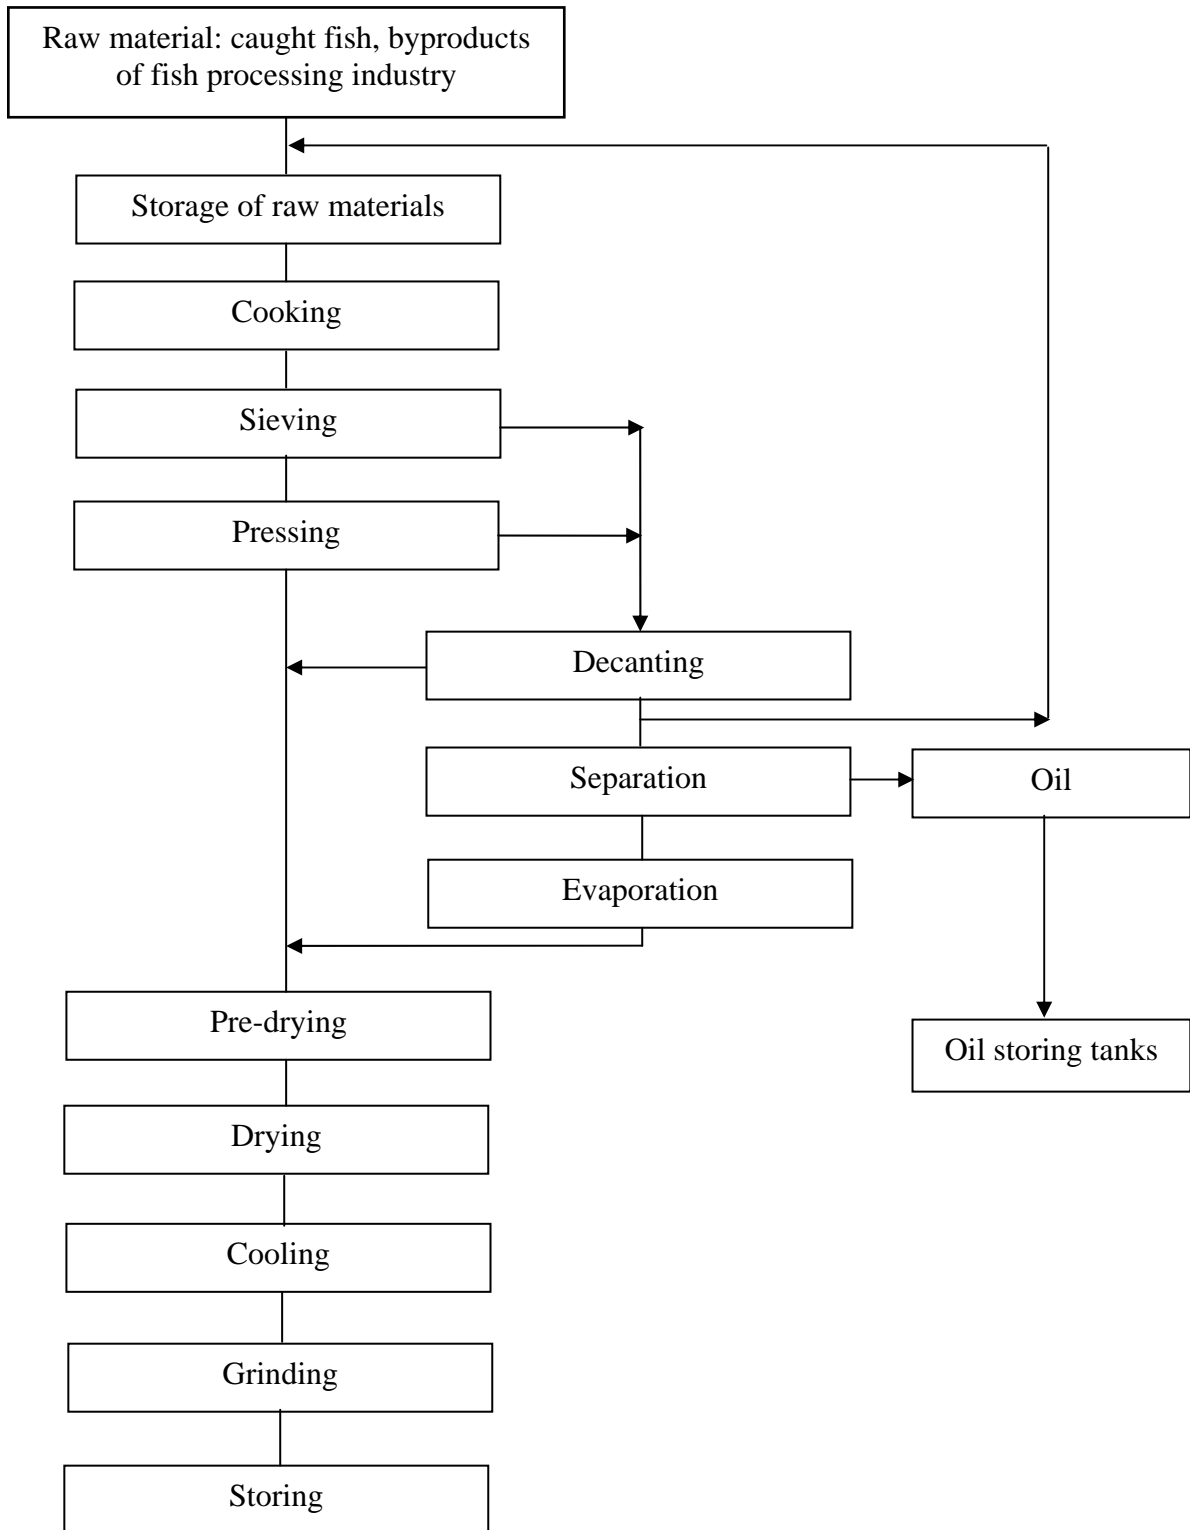 Raw material: caught fish, byproducts
of fish processing industry
Storage of raw materials
Cooking
Sieving
Pressing
Decanting
Separation
Oil
Evaporation
Pre-drying
Oil storing tanks
Drying
Cooling
Grinding
Storing